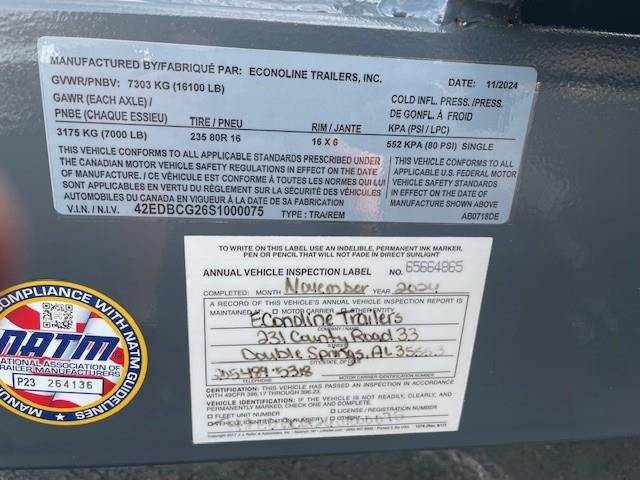 MANUFACTURED BY/FABRIQUÉ PAR: ECONOLINE TRAILERS, INC.
GVWR/PNBV: 7303 KG (16100 LB)
DATE: 11/2024
GAWR (EACH AXLE) /
PNBE (CHAQUE ESSIEU)
TIRE / PNEU
RIM / JANTE
COLD INFL. PRESS. /PRESS.
DE GONFL. À FROID
KPA (PSI / LPC)
3175 KG (7000 LB)
235 80R 16
16 X 6
552 KPA (80 PSI) SINGLE
THIS VEHICLE CONFORMS TO ALL APPLICABLE STANDARDS PRESCRIBED UNDER
THE CANADIAN MOTOR VEHICLE SAFETY REGULATIONS IN EFFECT ON THE
DATE OF MANUFACTURE. / CE VÉHICULE EST CONFORME À TOUTES LES NORMES QUI
SONT APPLICABLES EN VERTU DU RÈGLEMENT SUR LA SÉCURITÉ DES VÉHICULES
AUTOMOBILES DU CANADA EN VIGUEUR À LA DATE DE SA FABRICATION
THIS VEHICLE CONFORMS TO ALL
APPLICABLE U.S. FEDERAL MOTOR
VEHICLE SAFETY STANDARDS
IN EFFECT ON THE DATE OF
MANUFACTURE SHOWN ABOVE
V.I.N. / N.I.V. 42EDBCG26S1000075
TYPE : TRA/REM
AB0718DE
TO WRITE ON THIS LABEL USE AN INDELIBLE, PERMANENT INK MARKER,
PEN OR PENCIL THAT WILL NOT FADE IN DIRECT SUNLIGHT
ANNUAL VEHICLE INSPECTION LABEL NO. 65664865
COMPLETED: MONTH November YEAR 2024
A RECORD OF THIS VEHICLE'S ANNUAL VEHICLE INSPECTION REPORT IS
MAINTAINED AT: MOTOR CARRIER
Econoline Trailers
COMPANY NAME
231 County Road 33
Double Springs, AL
5318
TELEPHONE
MOTOR CARRIER IDENTIFICATION NUMBER
CERTIFICATION: THIS VEHICLE HAS PASSED AN INSPECTION IN ACCORDANCE
WITH 49CFR 396.17 THROUGH 396.23.
VEHICLE IDENTIFICATION: IF THE VEHICLE IS NOT READILY, CLEARLY, AND
PERMANENTLY MARKED, CHECK ONE AND COMPLETE.
FLEET UNIT NUMBER
LICENSE / REGISTRATION NUMBER
VEHICLE
OTHER
COMPLIANCE WITH NATM GUIDELINES
NATM
NATIONAL ASSOCIATION OF
TRAILER MANUFACTURERS
P23 264136